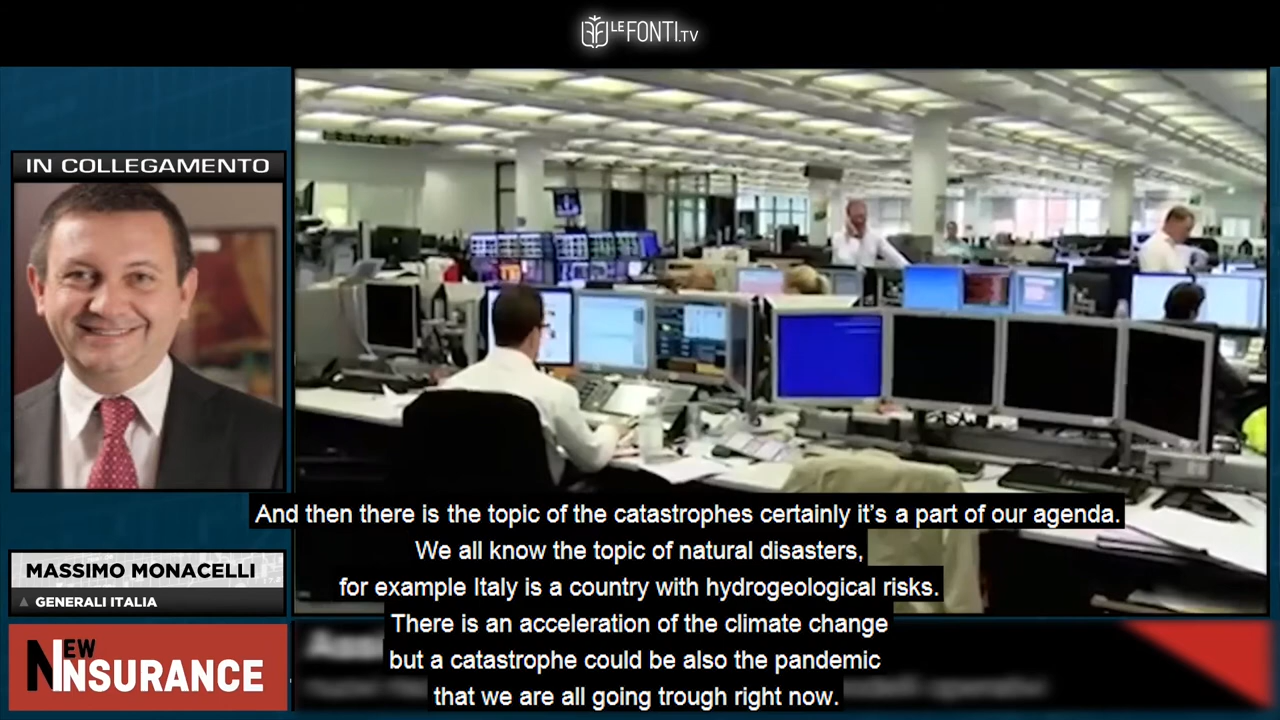 LEFONTI.TV
IN COLLEGAMENTO
And then there is the topic of the catastrophes certainly it's a part of our agenda.
We all know the topic of natural disasters,
for example Italy is a country with hydrogeological risks.
There is an acceleration of the climate change
but a catastrophe could be also the pandemic
that we are all going trough right now.
MASSIMO MONACELLI
GENERALI ITALIA
NEW
INSURANCE